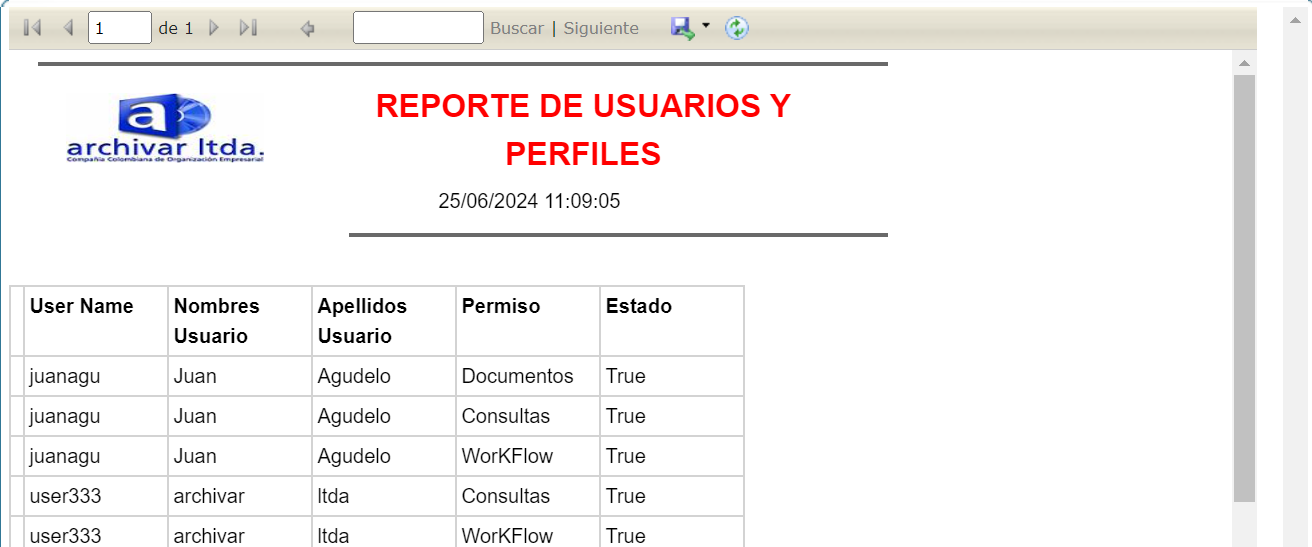 1 de 1 Buscar | Siguiente
REPORTE DE USUARIOS Y
PERFILES
a
archivar ltda.
Compañía Colombiana de Organización Empresarial
25/06/2024 11:09:05
User Name Nombres Usuario Apellidos Usuario Permiso Estado
juanagu Juan Agudelo Documentos True
juanagu Juan Agudelo Consultas True
juanagu Juan Agudelo WorKFlow True
user333 archivar ltda Consultas True
user333 archivar ltda WorKFlow True